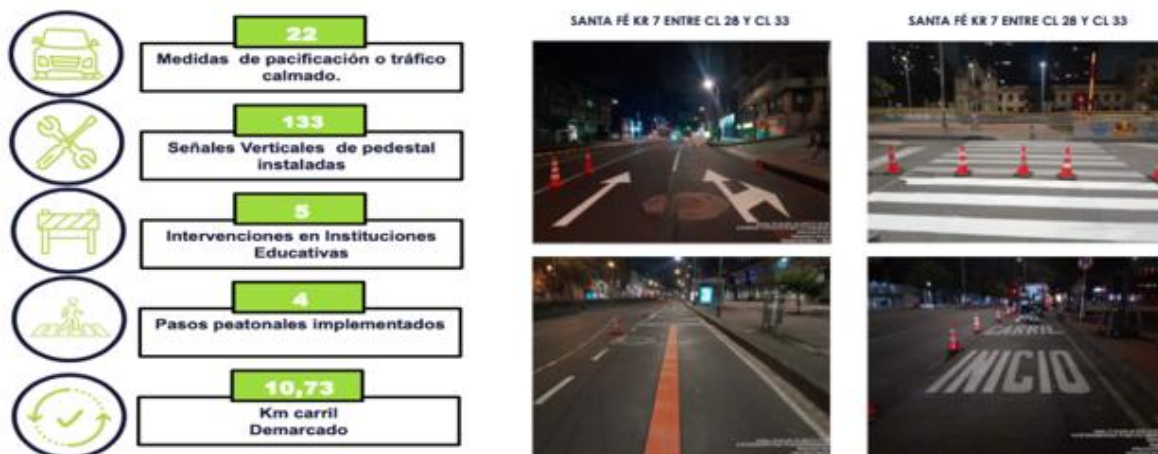 22
Medidas de pacificación o tráfico
calmado.
133
Señales Verticales de pedestal
instaladas
5
Intervenciones en Instituciones
Educativas
4
Pasos peatonales implementados
10,73
Km carril
Demarcado
SANTA FÉ KR 7 ENTRE CL 28 Y CL 33
SANTA FÉ KR 7 ENTRE CL 28 Y CL 33
CARRIL
INICIO